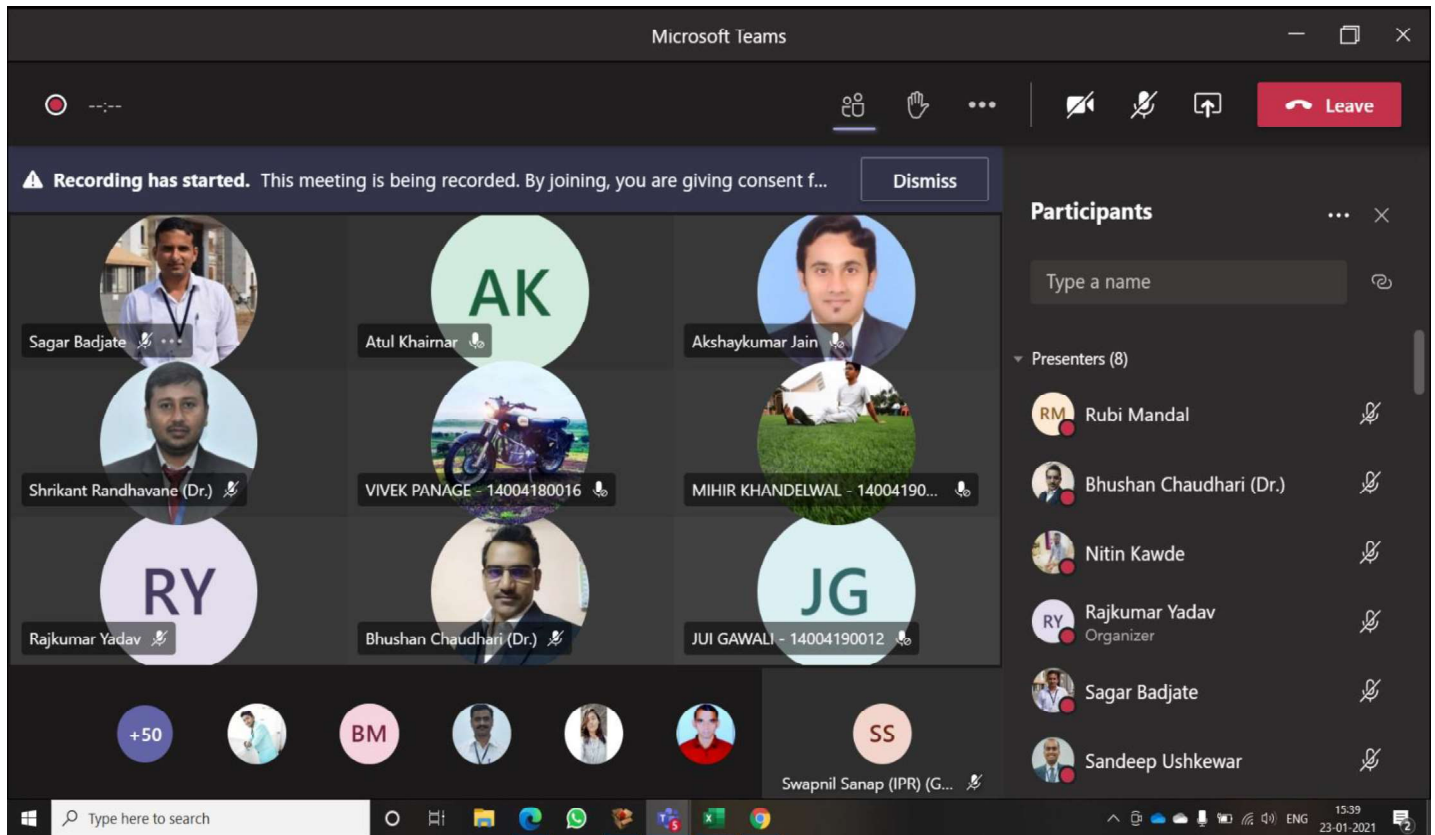 Microsoft Teams
--:--
Leave
Recording has started. This meeting is being recorded. By joining, you are giving consent f...
Dismiss
Sagar Badjate
AK
Atul Khairnar
Akshaykumar Jain
Shrikant Randhavane (Dr.)
VIVEK PANAGE - 14004180016
MIHIR KHANDELWAL - 14004190...
RY
Rajkumar Yadav
Bhushan Chaudhari (Dr.)
JG
JUI GAWALI - 14004190012
+50
BM
SS
Swapnil Sanap (IPR) (G...
Participants
Type a name
Presenters (8)
RM
Rubi Mandal
Bhushan Chaudhari (Dr.)
Nitin Kawde
RY
Rajkumar Yadav
Organizer
Sagar Badjate
Sandeep Ushkewar
Type here to search
ENG
15:39
23-01-2021
2